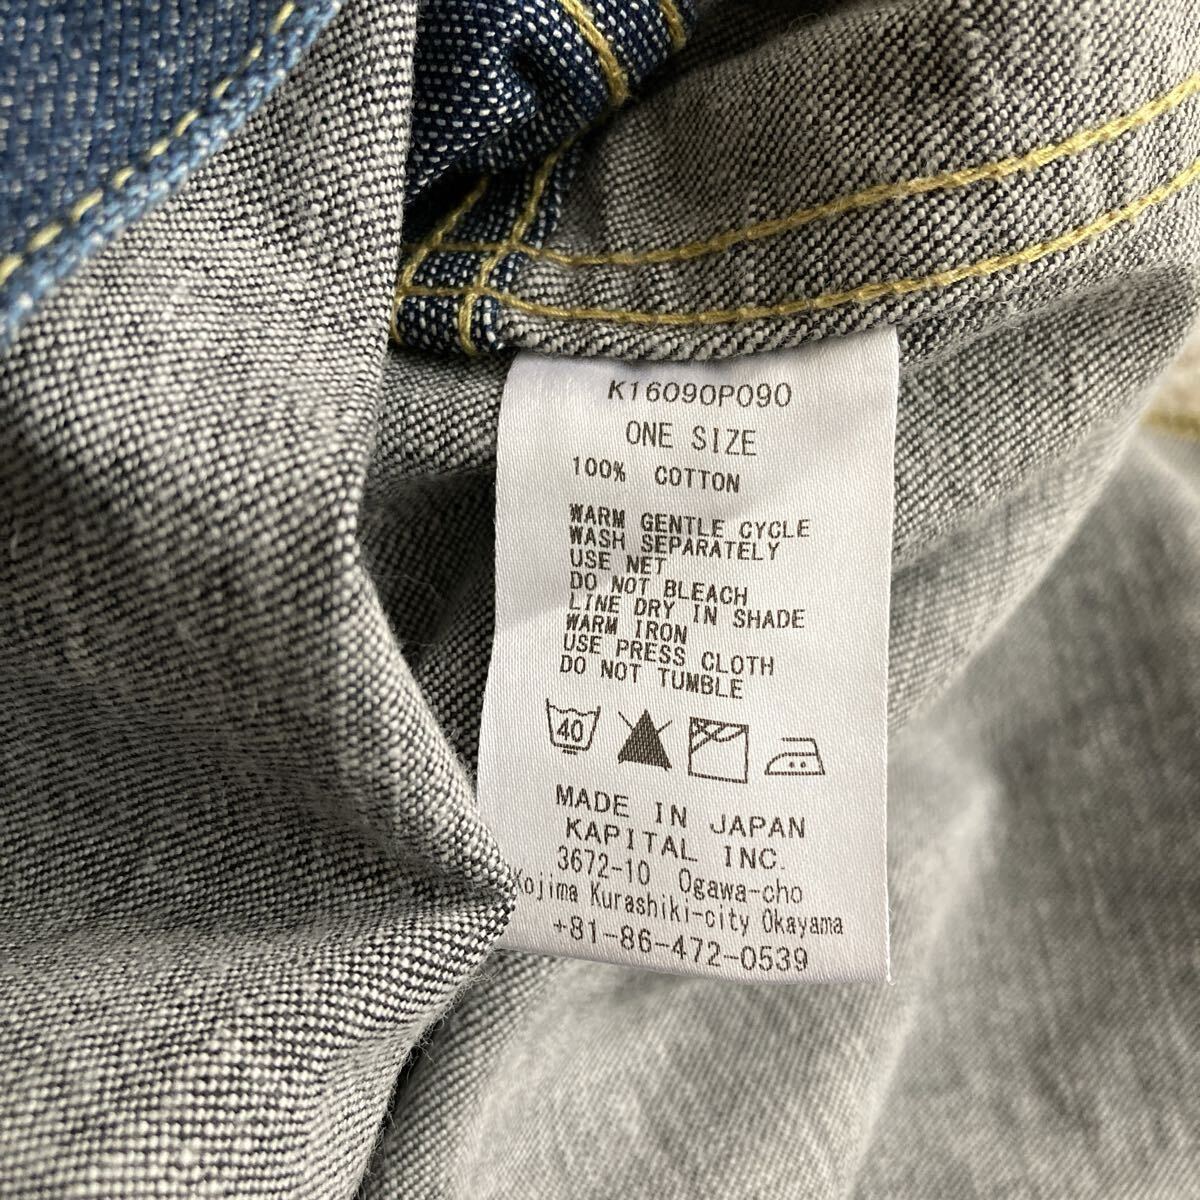 K16090P090
ONE SIZE
100% COTTON
WARM GENTLE CYCLE
WASH SEPARATELY
USE NET
DO NOT BLEACH
LINE DRY IN SHADE
WARM IRON
USE PRESS CLOTH
DO NOT TUMBLE
40
MADE IN JAPAN
KAPITAL INC.
3672-10 Ogawa-cho
Kojima Kurashiki-city Okayama
+81-86-472-0539